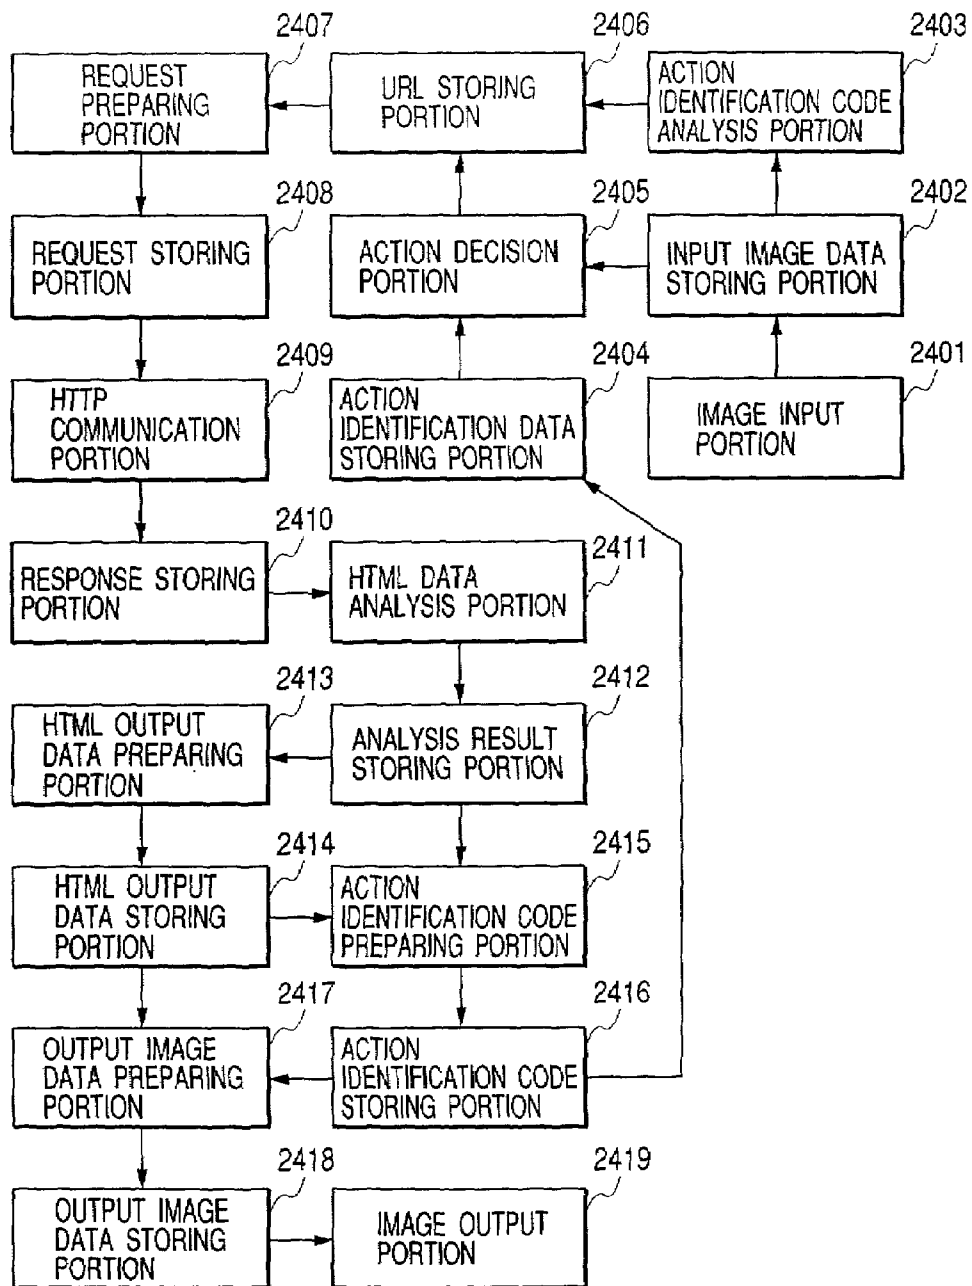 2407
REQUEST
PREPARING
PORTION
2406
URL STORING
PORTION
2403
ACTION
IDENTIFICATION CODE
ANALYSIS PORTION
2408
REQUEST STORING
PORTION
2405
ACTION DECISION
PORTION
2402
INPUT IMAGE DATA
STORING PORTION
2409
HTTP
COMMUNICATION
PORTION
2404
ACTION
IDENTIFICATION DATA
STORING PORTION
2401
IMAGE INPUT
PORTION
2410
RESPONSE STORING
PORTION
2411
HTML DATA
ANALYSIS PORTION
2413
HTML OUTPUT
DATA PREPARING
PORTION
2412
ANALYSIS RESULT
STORING PORTION
2414
HTML OUTPUT
DATA STORING
PORTION
2415
ACTION
IDENTIFICATION CODE
PREPARING PORTION
2417
OUTPUT IMAGE
DATA PREPARING
PORTION
2416
ACTION
IDENTIFICATION CODE
STORING PORTION
2418
OUTPUT IMAGE
DATA STORING
PORTION
2419
IMAGE OUTPUT
PORTION